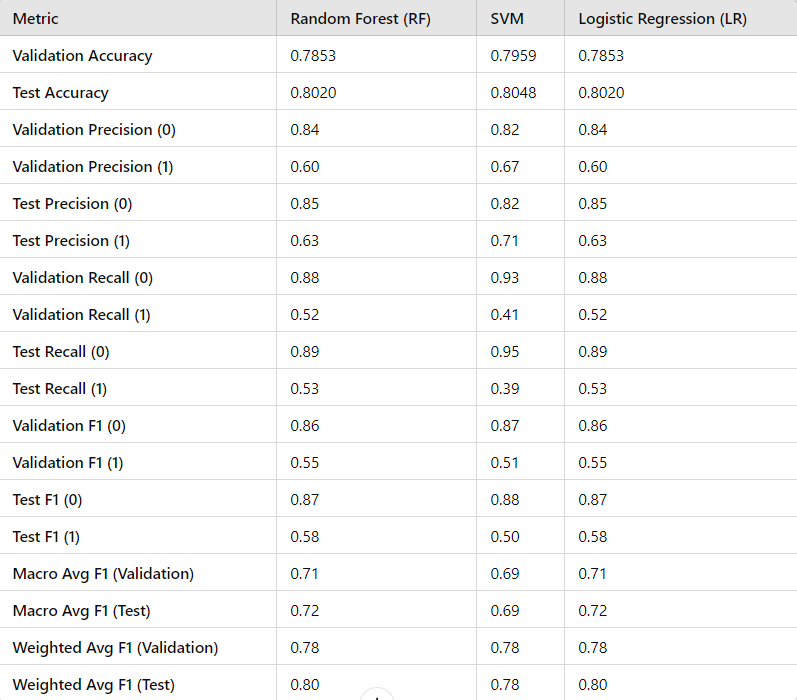 Metric Random Forest (RF) SVM Logistic Regression (LR)
Validation Accuracy 0.7853 0.7959 0.7853
Test Accuracy 0.8020 0.8048 0.8020
Validation Precision (0) 0.84 0.82 0.84
Validation Precision (1) 0.60 0.67 0.60
Test Precision (0) 0.85 0.82 0.85
Test Precision (1) 0.63 0.71 0.63
Validation Recall (0) 0.88 0.93 0.88
Validation Recall (1) 0.52 0.41 0.52
Test Recall (0) 0.89 0.95 0.89
Test Recall (1) 0.53 0.39 0.53
Validation F1 (0) 0.86 0.87 0.86
Validation F1 (1) 0.55 0.51 0.55
Test F1 (0) 0.87 0.88 0.87
Test F1 (1) 0.58 0.50 0.58
Macro Avg F1 (Validation) 0.71 0.69 0.71
Macro Avg F1 (Test) 0.72 0.69 0.72
Weighted Avg F1 (Validation) 0.78 0.78 0.78
Weighted Avg F1 (Test) 0.80 0.78 0.80